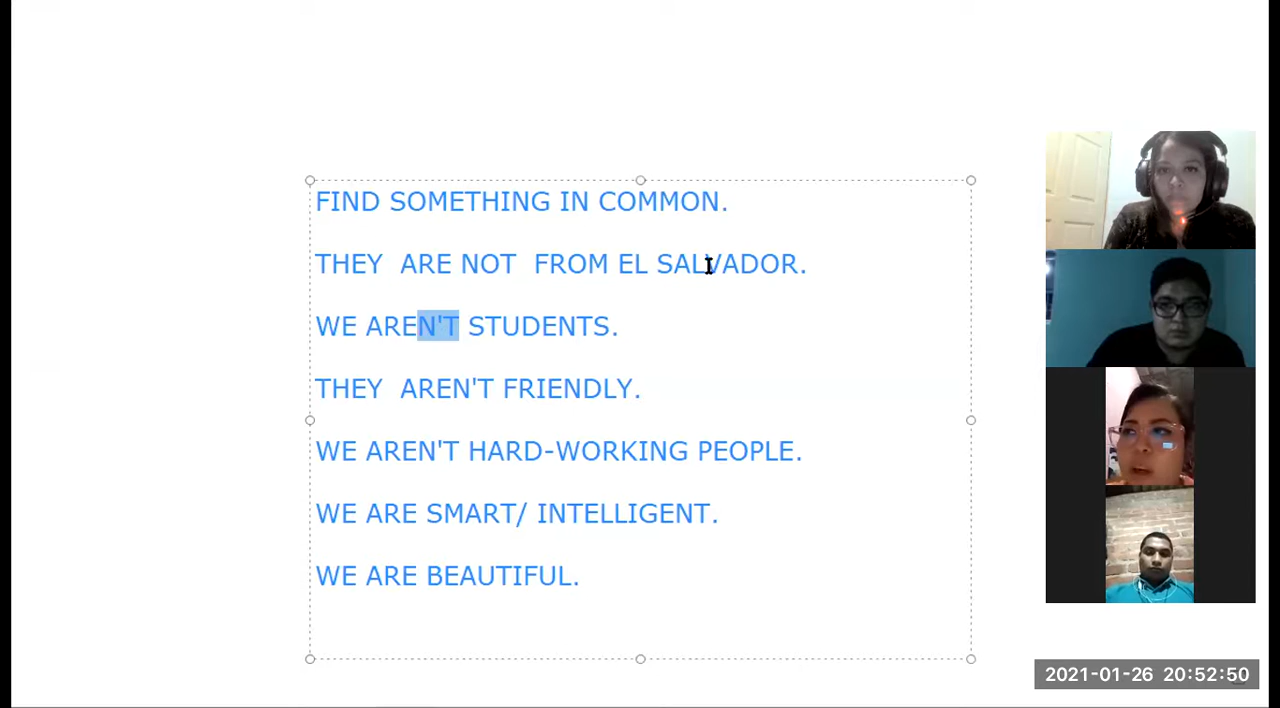 FIND SOMETHING IN COMMON.
THEY ARE NOT FROM EL SALVADOR.
WE AREN'T STUDENTS.
THEY AREN'T FRIENDLY.
WE AREN'T HARD-WORKING PEOPLE.
WE ARE SMART/ INTELLIGENT.
WE ARE BEAUTIFUL.
2021-01-26 20:52:50